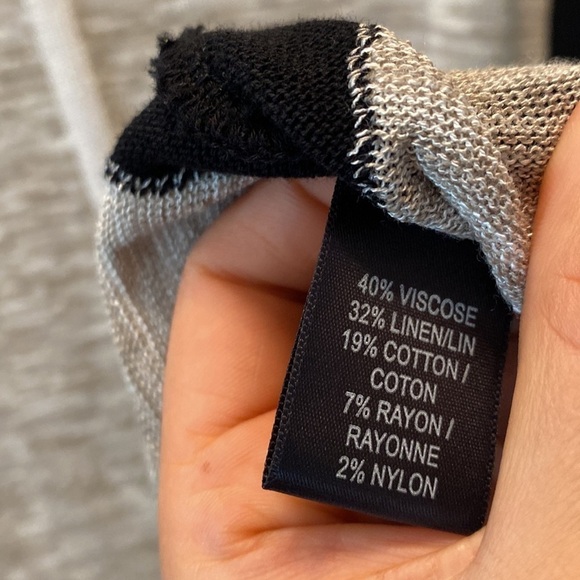 40% VISCOSE
32% LINEN/LIN
19% COTTON /
COTON
7% RAYON /
RAYONNE
2% NYLON